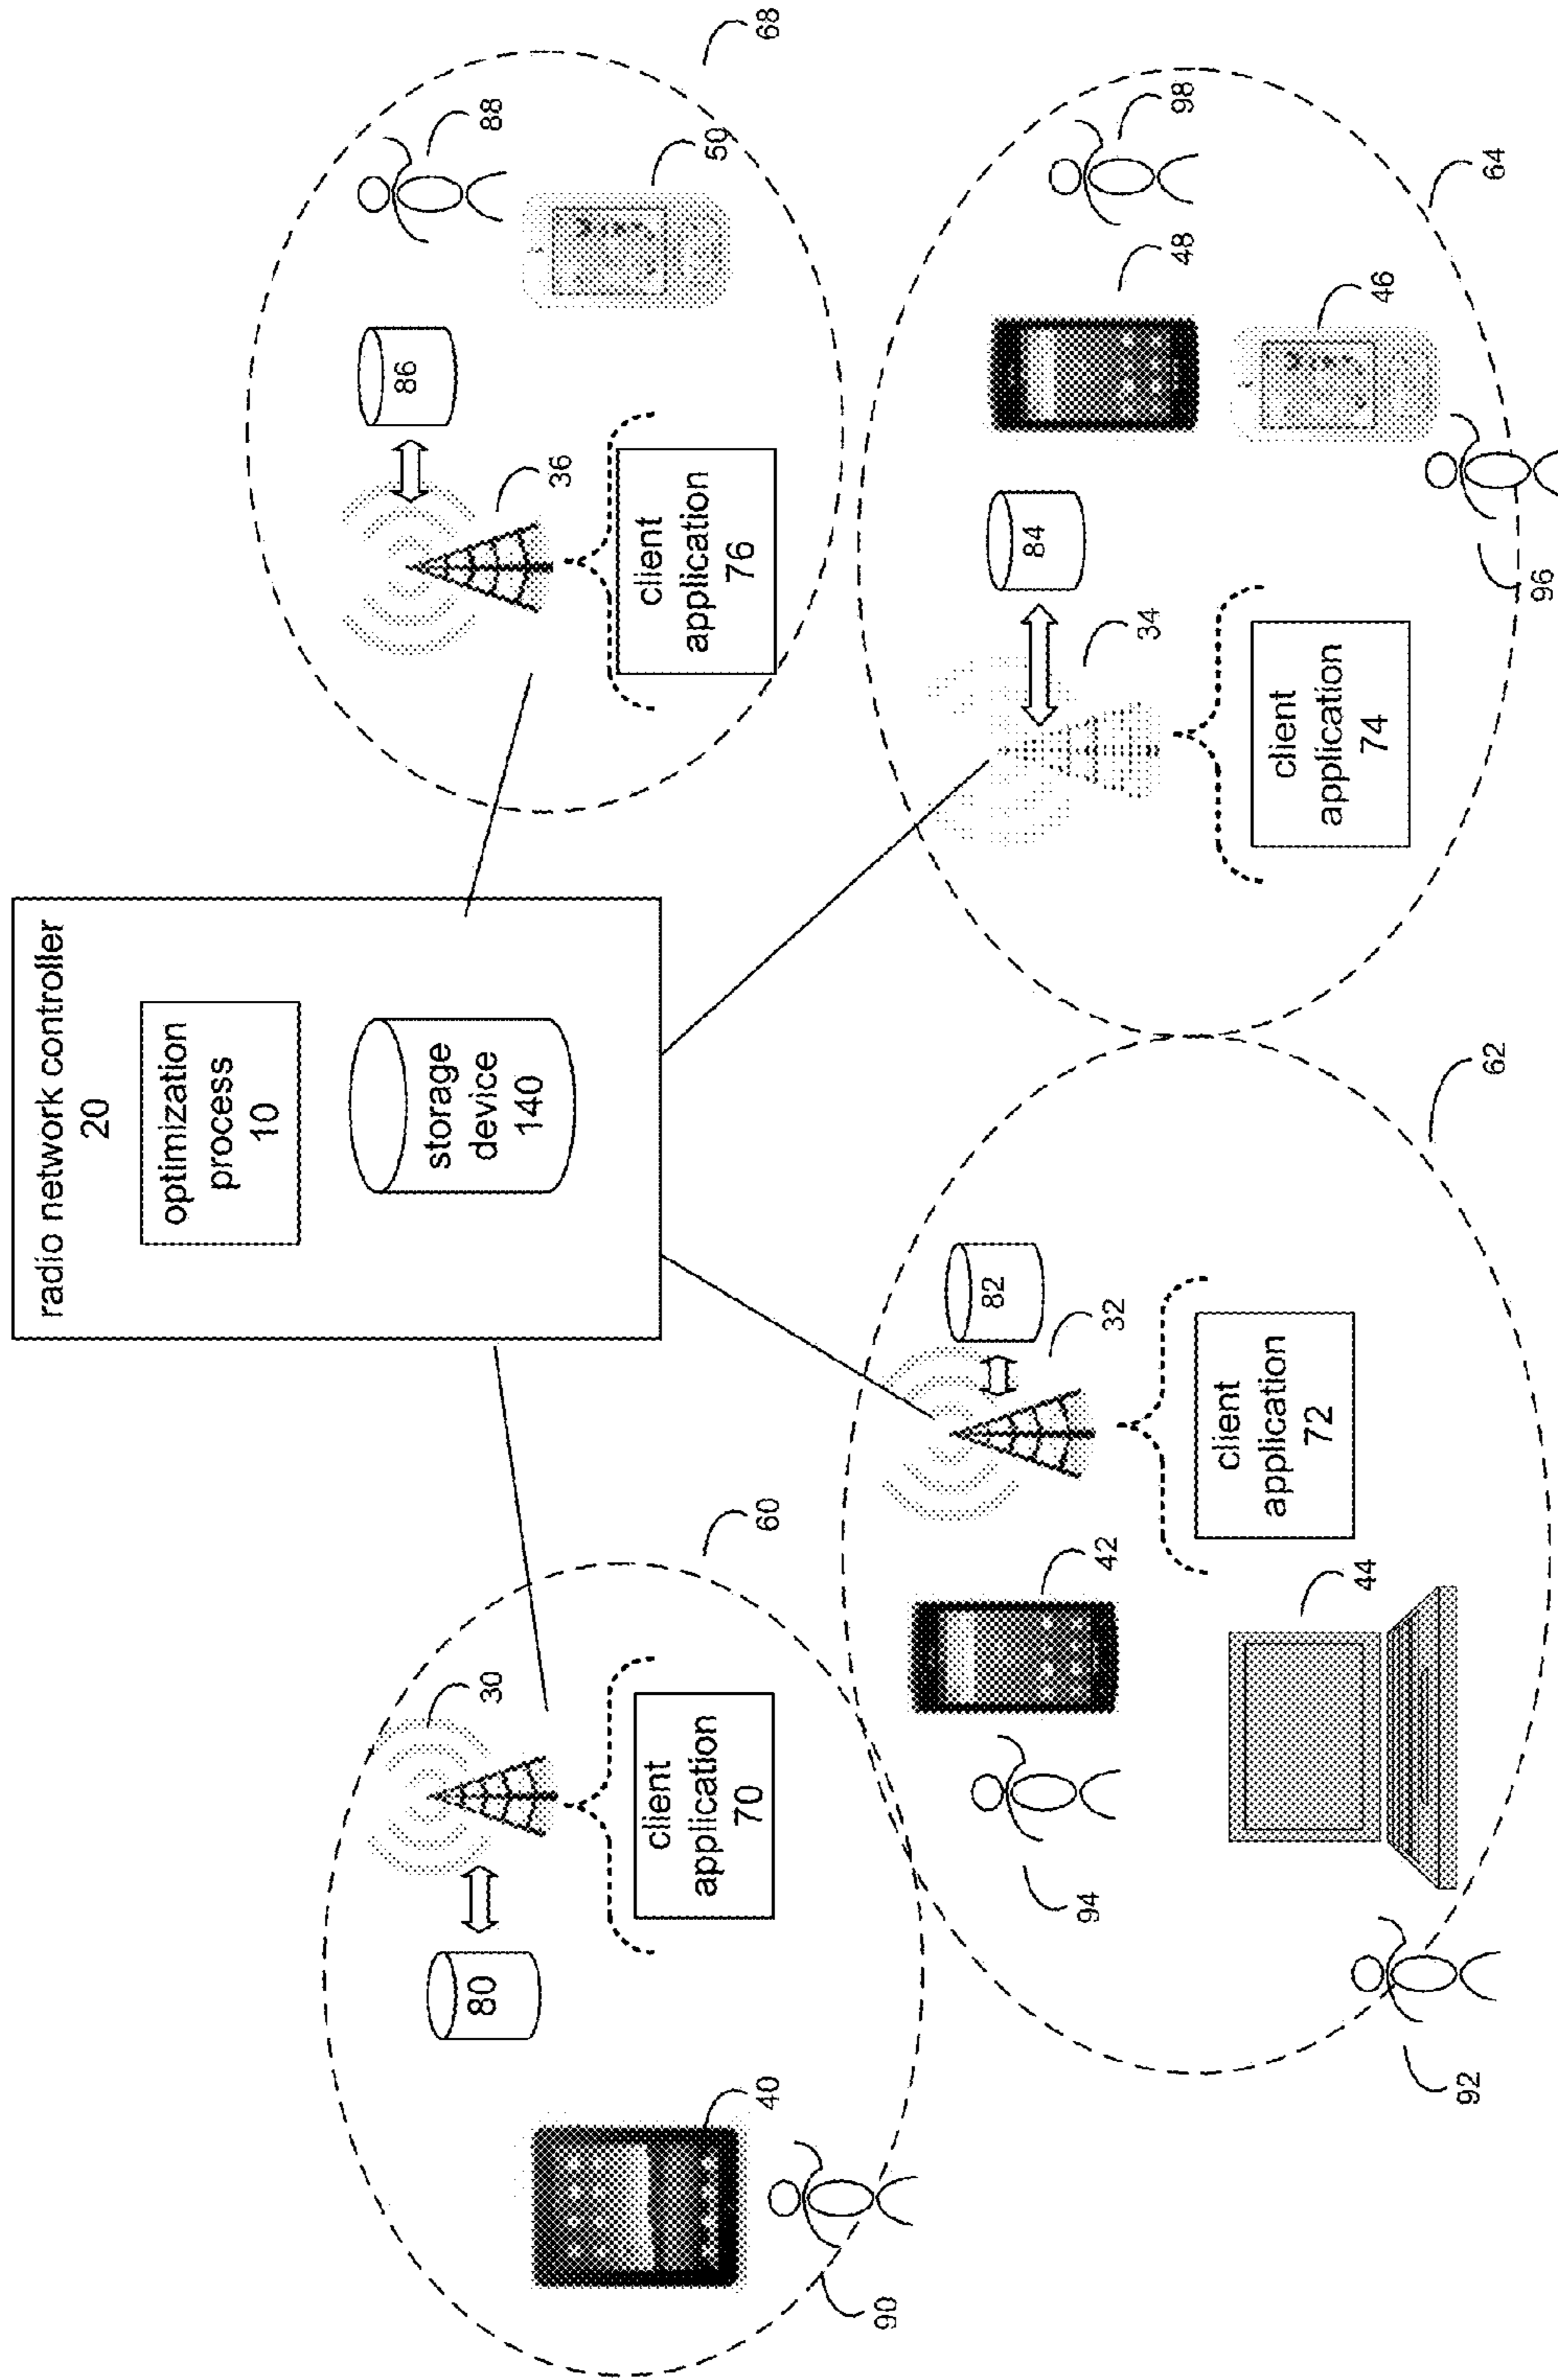 radio network controller
20
optimization
process
10
storage
device
140
60
30
80
client
application
70
40
90
82
32
42
client
application
72
44
94
92
62
68
88
50
86
36
client
application
76
98
48
64
84
34
46
client
application
74
96